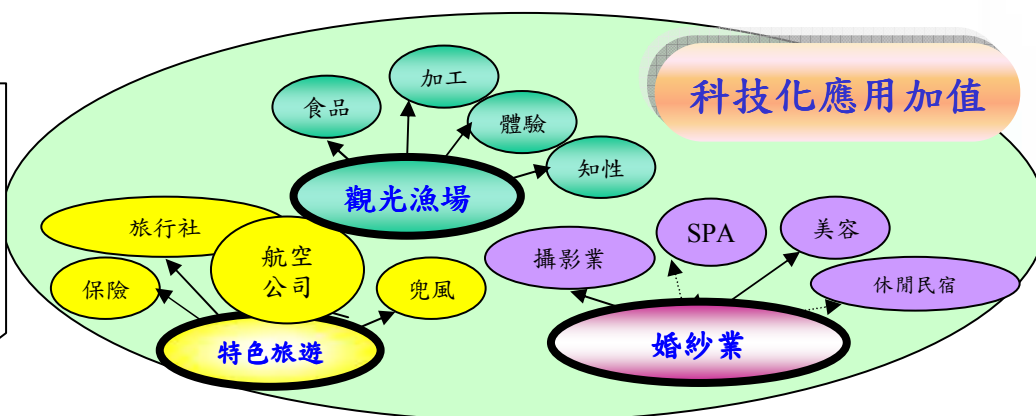 科技化應用加值
加工
食品
體驗
知性
觀光漁場
旅行社
航空
公司
保險
兜風
特色旅遊
SPA
美容
攝影業
休閒民宿
婚紗業